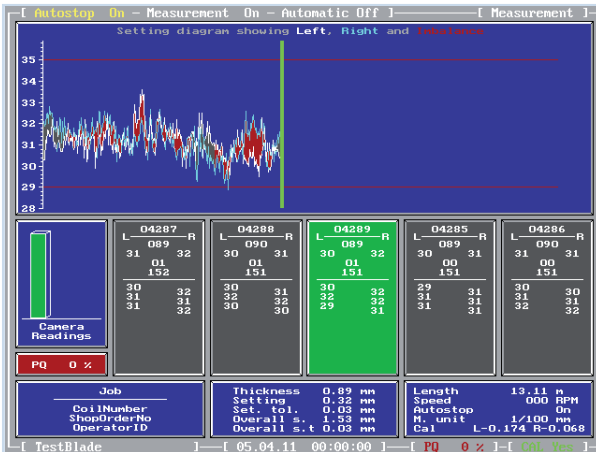 [ Autostop On - Measurement On - Automatic Off ] [ Measurement ]
Setting diagram showing Left, Right and
35
34
33
32
31
30
29
28
04287 04288 04289 04285 04286
L R L R L R L R L R
089 090 089 089 090
31 32 30 31 30 32 30 31 31 31
01 01 01 00 00
152 151 151 151 151
30 32 30 31 30 32 29 31 30 30
31 31 32 32 32 31 31 31 31 32
31 32 30 30 29 31 31 32 31 32
Camera
Readings
PQ 0 %
Job
CoilNumber
ShopOrderNo
OperatorID
Thickness 0.89 mm
Setting 0.32 mm
Set. tol. 0.03 mm
Overall s. 1.53 mm
Overall s.t 0.03 mm
Length 13.11 m
Speed 000 RPM
Autostop On
M. unit 1/100 mm
Cal L-0.174 R-0.068
[ TestBlade ] [ 05.04.11 00:00:00 ] [ PQ 0 % ] [ CAL Yes ]